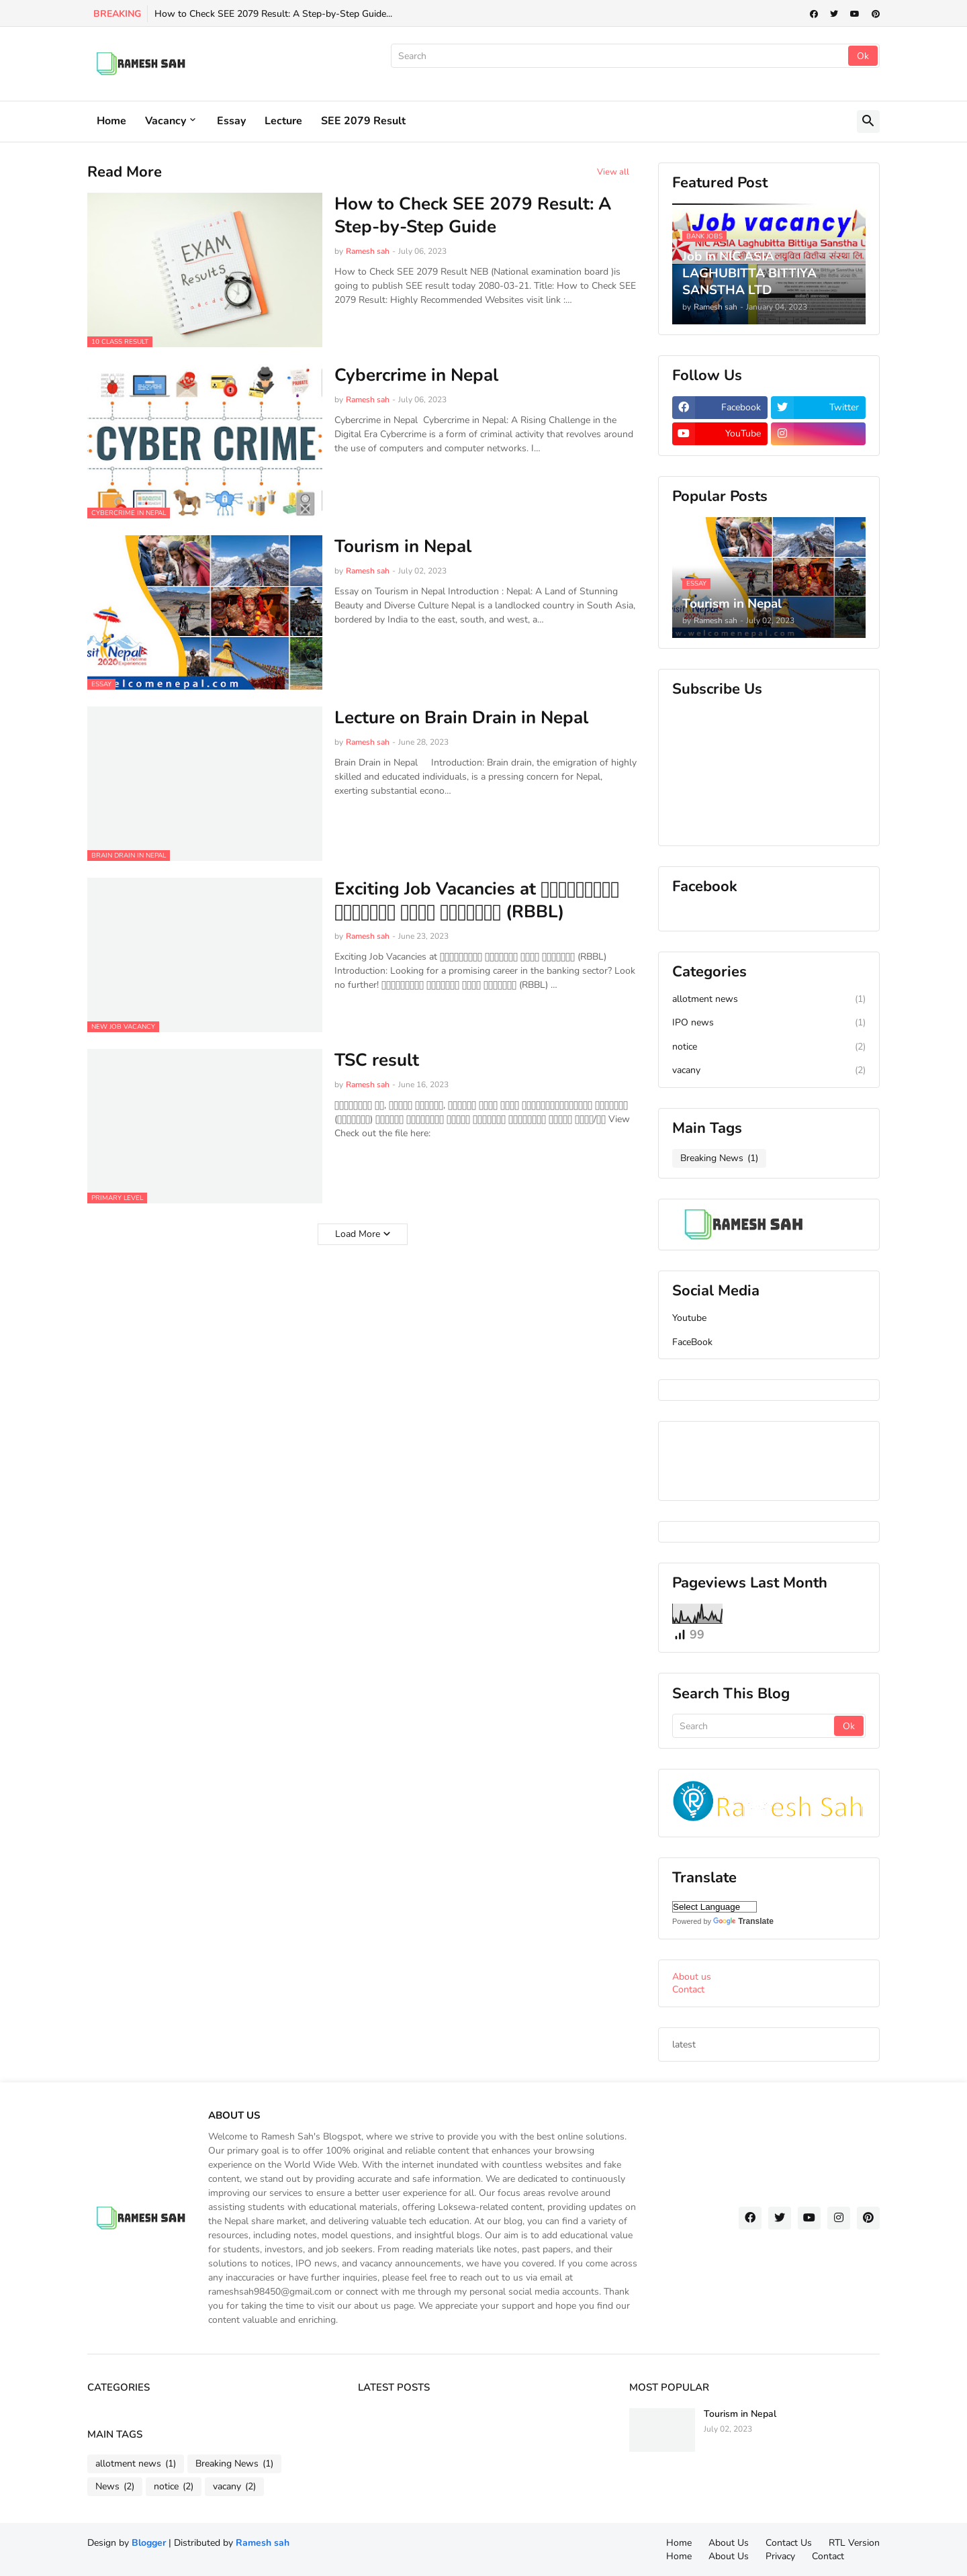 BREAKING How to Check SEE 2079 Result: A Step-by-Step Guide...
RAMESH SAH
Search Ok
Home Vacancy Essay Lecture SEE 2079 Result
Read More View all
EXAM
Results
10 CLASS RESULT
How to Check SEE 2079 Result: A
Step-by-Step Guide
by Ramesh sah - July 06, 2023
How to Check SEE 2079 Result NEB (National examination board )is
going to publish SEE result today 2080-03-21. Title: How to Check SEE
2079 Result: Highly Recommended Websites visit link :...
CYBER CRIME
PRIVATE
CYBERCRIME IN NEPAL
Cybercrime in Nepal
by Ramesh sah - July 06, 2023
Cybercrime in Nepal  Cybercrime in Nepal: A Rising Challenge in the
Digital Era Cybercrime is a form of criminal activity that revolves around
the use of computers and computer networks. I...
sit Nepal
2020
Lifetime Experiences
elcomenepal.com
ESSAY
Tourism in Nepal
by Ramesh sah - July 02, 2023
Essay on Tourism in Nepal Introduction : Nepal: A Land of Stunning
Beauty and Diverse Culture Nepal is a landlocked country in South Asia,
bordered by India to the east, south, and west, a...
BRAIN DRAIN IN NEPAL
Lecture on Brain Drain in Nepal
by Ramesh sah - June 28, 2023
Brain Drain in Nepal     Introduction: Brain drain, the emigration of highly
skilled and educated individuals, is a pressing concern for Nepal,
exerting substantial econo...
NEW JOB VACANCY
Exciting Job Vacancies at
(RBBL)
by Ramesh sah - June 23, 2023
Exciting Job Vacancies at (RBBL)
Introduction: Looking for a promising career in the banking sector? Look
no further! (RBBL) ...
PRIMARY LEVEL
TSC result
by Ramesh sah - June 16, 2023
View
Check out the file here:
Load More
Featured Post
Job vacancy
NIC ASIA Laghubitta Bittiya Sanstha L
BANK JOBS
Job In NIC ASIA
LAGHUBITTA BITTIYA
SANSTHA LTD
by Ramesh sah - January 04, 2023
Follow Us
Facebook Twitter
YouTube
Popular Posts
ESSAY
Tourism in Nepal
by Ramesh sah - July 02, 2023
w.welcomenepal.com
Subscribe Us
Facebook
Categories
allotment news (1)
IPO news (1)
notice (2)
vacany (2)
Main Tags
Breaking News (1)
RAMESH SAH
Social Media
Youtube
FaceBook
Pageviews Last Month
99
Search This Blog
Search Ok
Ra esh Sah
Translate
Select Language
Powered by Google Translate
About us
Contact
latest
RAMESH SAH
ABOUT US
Welcome to Ramesh Sah's Blogspot, where we strive to provide you with the best online solutions.
Our primary goal is to offer 100% original and reliable content that enhances your browsing
experience on the World Wide Web. With the internet inundated with countless websites and fake
content, we stand out by providing accurate and safe information. We are dedicated to continuously
improving our services to ensure a better user experience for all. Our focus areas revolve around
assisting students with educational materials, offering Loksewa-related content, providing updates on
the Nepal share market, and delivering valuable tech education. At our blog, you can find a variety of
resources, including notes, model questions, and insightful blogs. Our aim is to add educational value
for students, investors, and job seekers. From reading materials like notes, past papers, and their
solutions to notices, IPO news, and vacancy announcements, we have you covered. If you come across
any inaccuracies or have further inquiries, please feel free to reach out to us via email at
rameshsah98450@gmail.com or connect with me through my personal social media accounts. Thank
you for taking the time to visit our about us page. We appreciate your support and hope you find our
content valuable and enriching.
CATEGORIES
MAIN TAGS
allotment news (1) Breaking News (1)
News (2) notice (2) vacany (2)
LATEST POSTS
MOST POPULAR
Tourism in Nepal
July 02, 2023
Design by Blogger | Distributed by Ramesh sah
Home About Us Contact Us RTL Version
Home About Us Privacy Contact